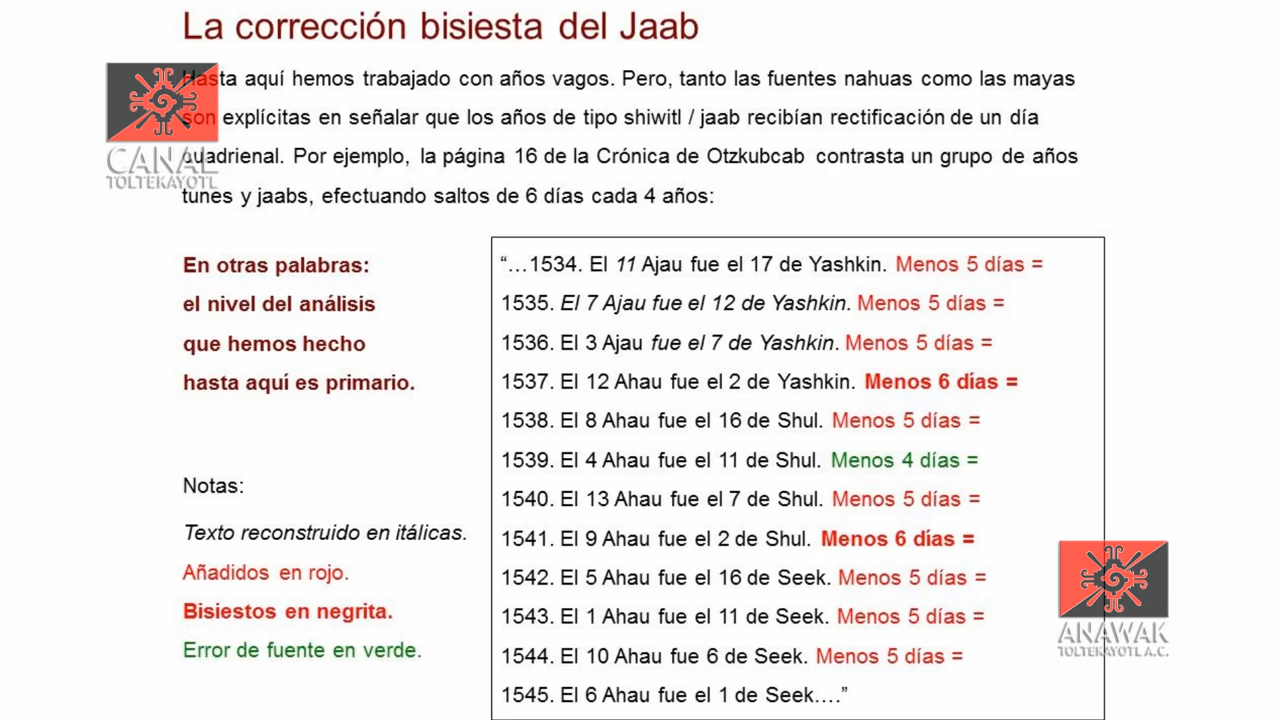 La corrección bisiesta del Jaab
Hasta aquí hemos trabajado con años vagos. Pero, tanto las fuentes nahuas como las mayas
son explícitas en señalar que los años de tipo shiwitl / jaab recibían rectificación de un día
cuadrienal. Por ejemplo, la página 16 de la Crónica de Otzkubcab contrasta un grupo de años
tunes y jaabs, efectuando saltos de 6 días cada 4 años:
CANAL
TOLTEKAYOTL
En otras palabras:
el nivel del análisis
que hemos hecho
hasta aquí es primario.
Notas:
Texto reconstruido en itálicas.
Añadidos en rojo.
Bisiestos en negrita.
Error de fuente en verde.
“…1534. El 11 Ajau fue el 17 de Yashkin. Menos 5 días =
1535. El 7 Ajau fue el 12 de Yashkin. Menos 5 días =
1536. El 3 Ajau fue el 7 de Yashkin. Menos 5 días =
1537. El 12 Ahau fue el 2 de Yashkin. Menos 6 días =
1538. El 8 Ahau fue el 16 de Shul. Menos 5 días =
1539. El 4 Ahau fue el 11 de Shul. Menos 4 días =
1540. El 13 Ahau fue el 7 de Shul. Menos 5 días =
1541. El 9 Ahau fue el 2 de Shul. Menos 6 días =
1542. El 5 Ahau fue el 16 de Seek. Menos 5 días =
1543. El 1 Ahau fue el 11 de Seek. Menos 5 días =
1544. El 10 Ahau fue 6 de Seek. Menos 5 días =
1545. El 6 Ahau fue el 1 de Seek….”
ANAWAK
TOLTEKAYOTL A.C.